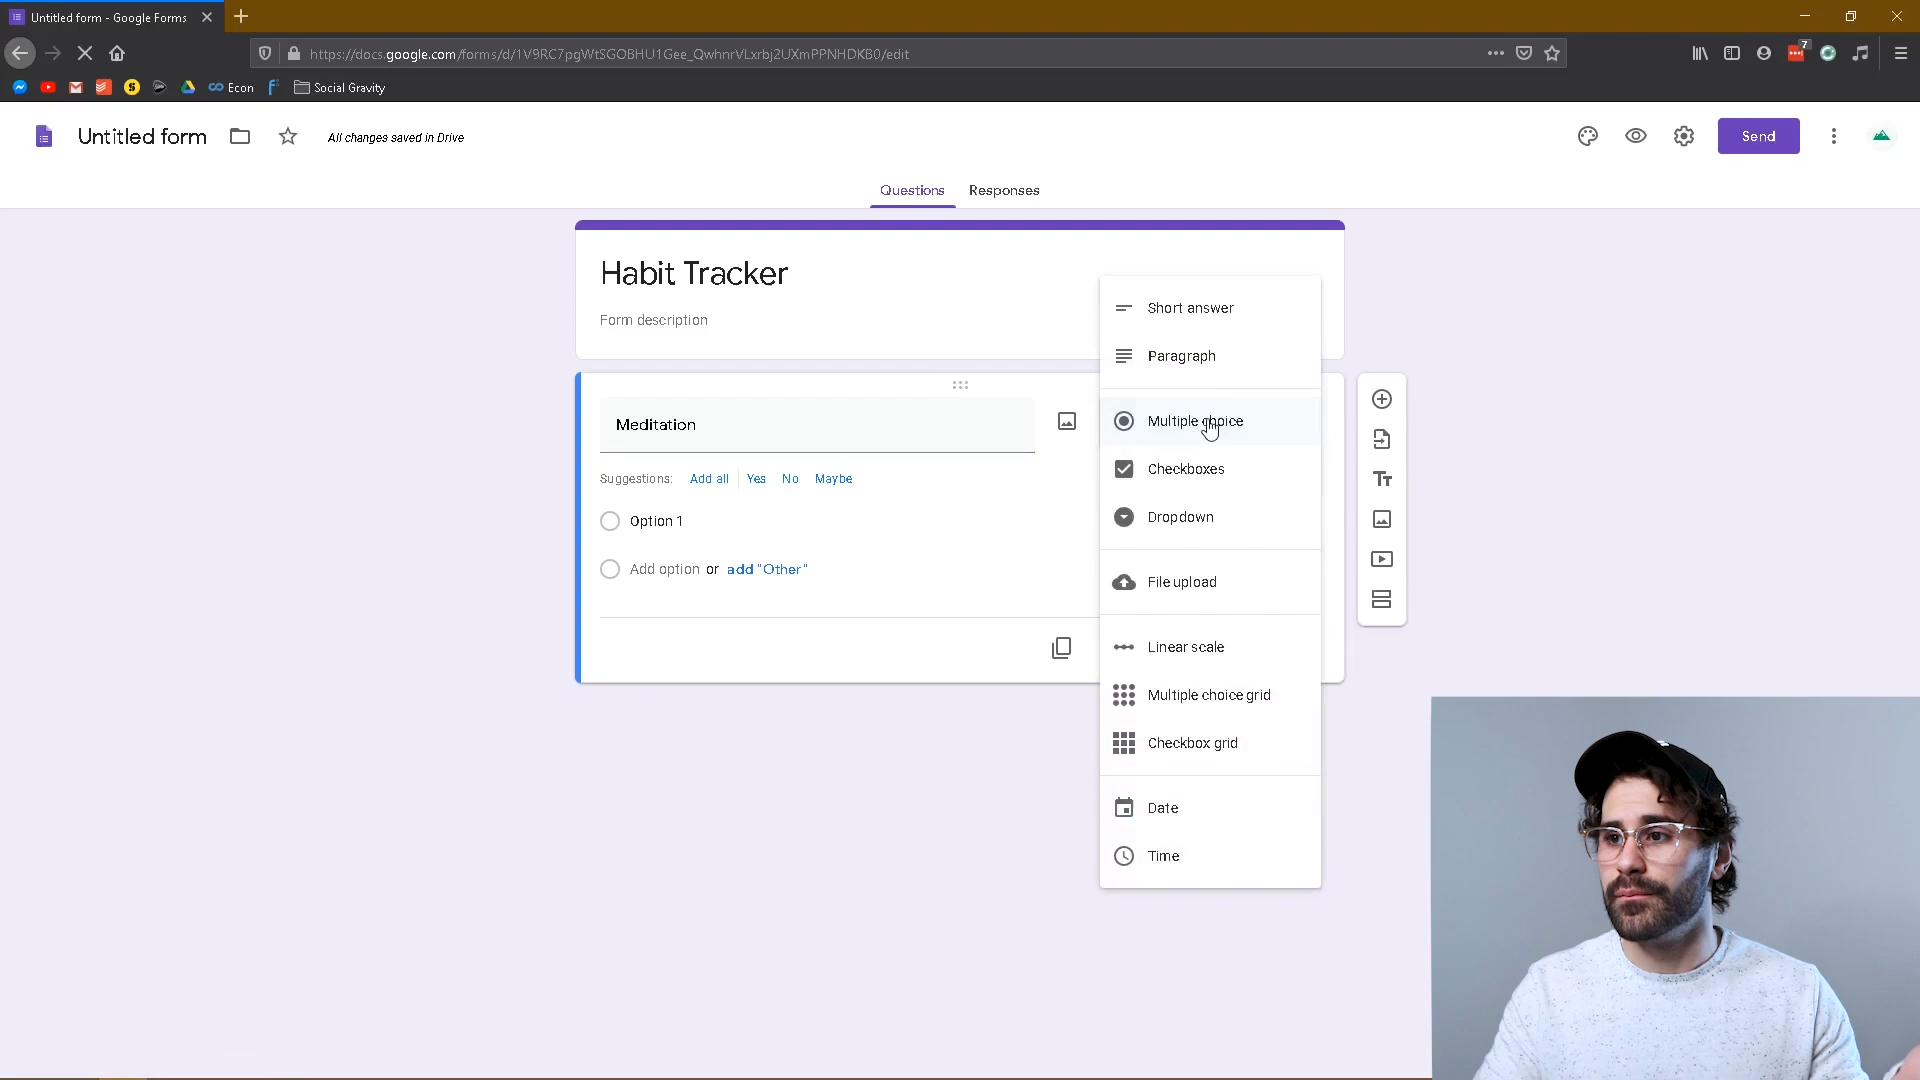 Untitled form - Google Forms
https://docs.google.com/forms/d/1V9RC7pgWtSGOBHU1Gee_QwhnrVLxrbj2UXmPPNHDKB0/edit
7
Econ
Social Gravity
Untitled form
All changes saved in Drive
Send
Questions
Responses
Habit Tracker
Form description
Meditation
Suggestions: Add all Yes No Maybe
Option 1
Add option or add "Other"
Short answer
Paragraph
Multiple choice
Checkboxes
Dropdown
File upload
Linear scale
Multiple choice grid
Checkbox grid
Date
Time
Tт